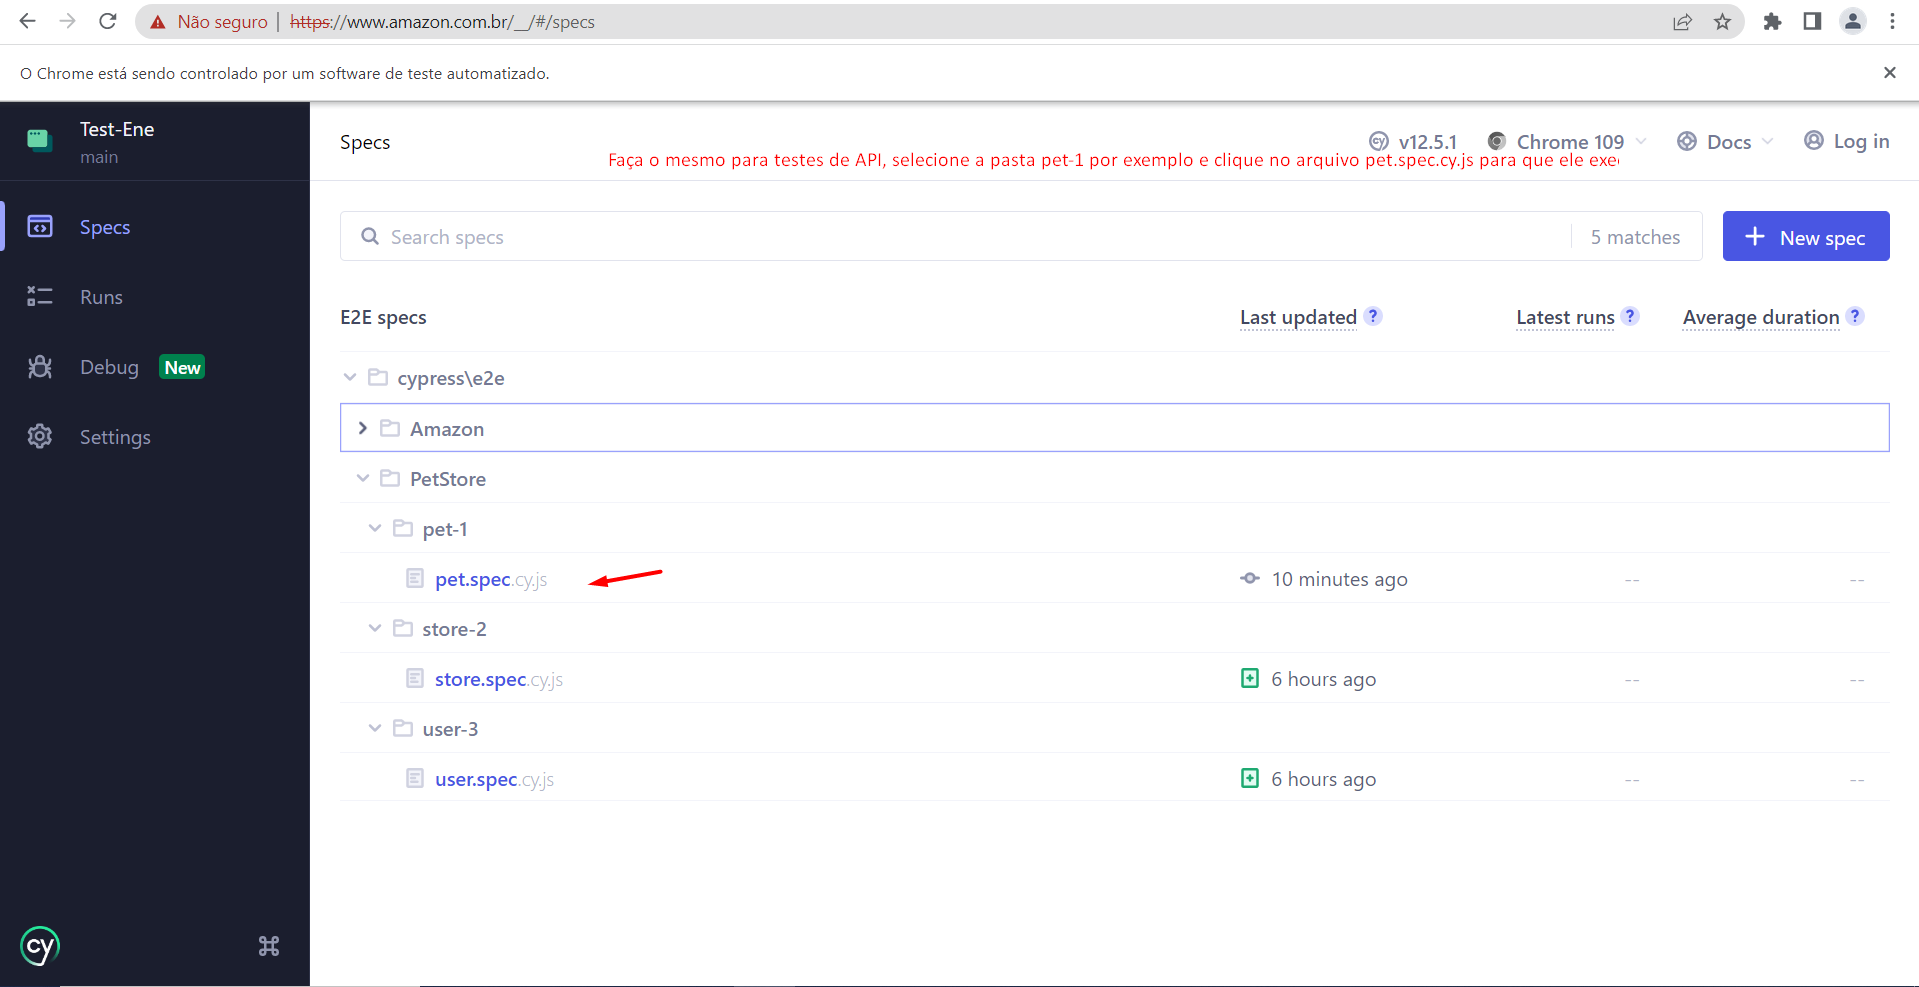 Não seguro | https://www.amazon.com.br/__/#/specs
O Chrome está sendo controlado por um software de teste automatizado.
Test-Ene
main
Specs
v12.5.1
Chrome 109
Docs
Log in
Faça o mesmo para testes de API, selecione a pasta pet-1 por exemplo e clique no arquivo pet.spec.cy.js para que ele exe
Specs
Runs
Debug New
Settings
Search specs
5 matches
+ New spec
E2E specs
Last updated ?
Latest runs ?
Average duration ?
cypress\e2e
Amazon
PetStore
pet-1
pet.spec.cy.js
10 minutes ago
--
--
store-2
store.spec.cy.js
6 hours ago
--
--
user-3
user.spec.cy.js
6 hours ago
--
--
cy